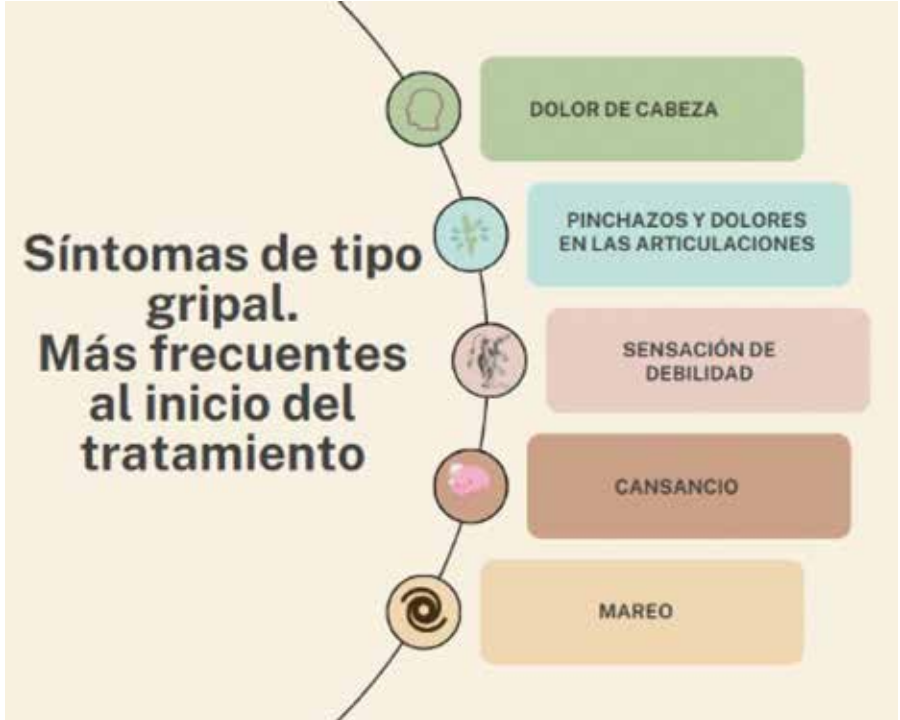 Síntomas de tipo
gripal.
Más frecuentes
al inicio del
tratamiento
DOLOR DE CABEZA
PINCHAZOS Y DOLORES
EN LAS ARTICULACIONES
SENSACIÓN DE
DEBILIDAD
CANSANCIO
MAREO